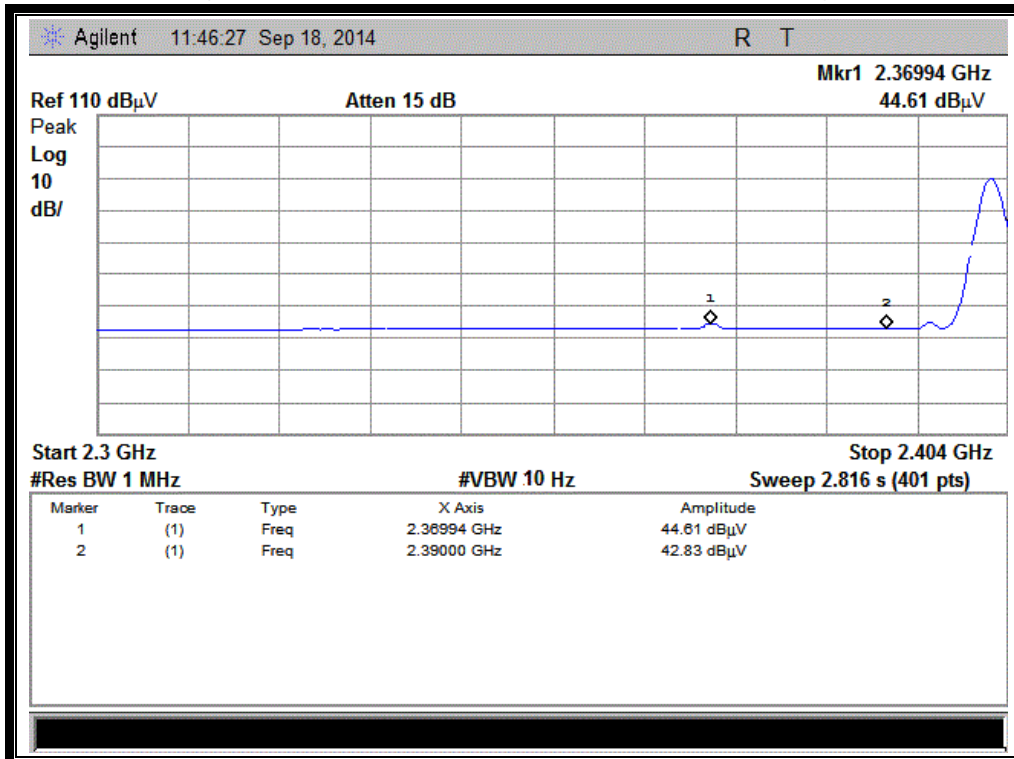 Agilent 11:46:27 Sep 18, 2014 R T
Mkr1 2.36994 GHz
Ref 110 dBμV Atten 15 dB 44.61 dBμV
Peak
Log
10
dB/
1
2
Start 2.3 GHz Stop 2.404 GHz
#Res BW 1 MHz #VBW 10 Hz Sweep 2.816 s (401 pts)
Marker Trace Type X Axis Amplitude
1 (1) Freq 2.36994 GHz 44.61 dBμV
2 (1) Freq 2.39000 GHz 42.83 dBμV